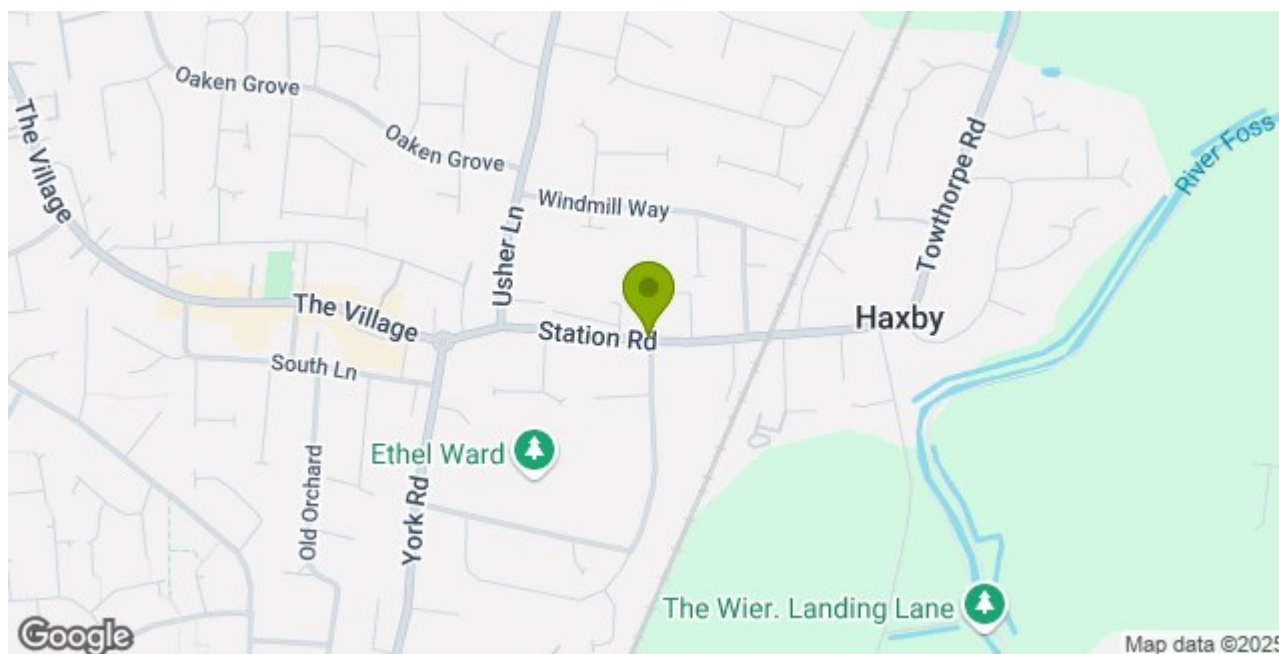 Oaken Grove
The Village
Oaken Grove
Usher Ln
Windmill Way
Towthorpe Rd
River Foss
The Village
Station Rd
Haxby
South Ln
Ethel Ward
Old Orchard
York Rd
The Wier. Landing Lane
Google
Map data ©2025